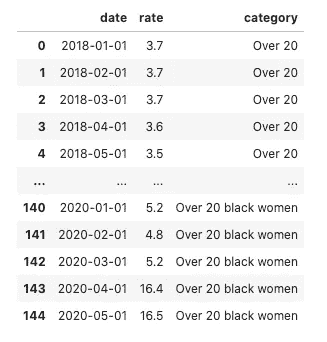 date rate category
0 2018-01-01 3.7 Over 20
1 2018-02-01 3.7 Over 20
2 2018-03-01 3.7 Over 20
3 2018-04-01 3.6 Over 20
4 2018-05-01 3.5 Over 20
... ... ... ...
140 2020-01-01 5.2 Over 20 black women
141 2020-02-01 4.8 Over 20 black women
142 2020-03-01 5.2 Over 20 black women
143 2020-04-01 16.4 Over 20 black women
144 2020-05-01 16.5 Over 20 black women